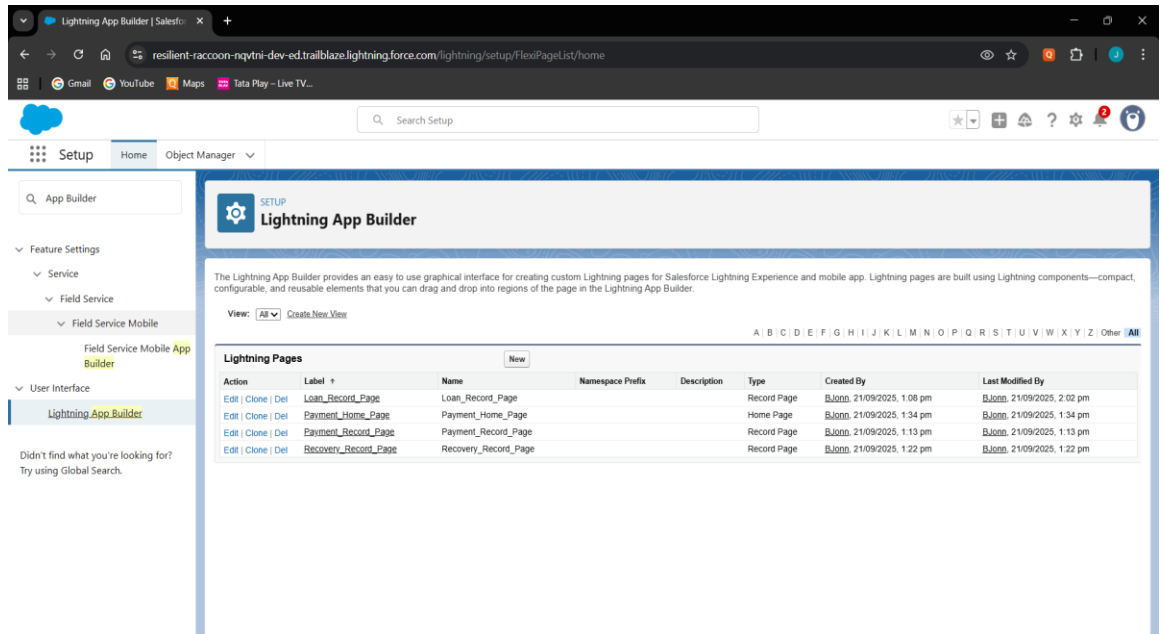 Lightning App Builder | Salesfor
resilient-raccoon-nqvtni-dev-ed.trailblaze.lightning.force.com/lightning/setup/FlexiPageList/home
Gmail YouTube Maps Tata Play – Live TV...
Search Setup
2
Setup Home Object Manager
App Builder
Feature Settings
Service
Field Service
Field Service Mobile
Field Service Mobile App
Builder
User Interface
Lightning App Builder
Didn't find what you're looking for?
Try using Global Search.
SETUP
Lightning App Builder
The Lightning App Builder provides an easy to use graphical interface for creating custom Lightning pages for Salesforce Lightning Experience and mobile app. Lightning pages are built using Lightning components—compact,
configurable, and reusable elements that you can drag and drop into regions of the page in the Lightning App Builder.
View: All Create New View
A | B | C | D | E | F | G | H | I | J | K | L | M | N | O | P | Q | R | S | T | U | V | W | X | Y | Z | Other All
Lightning Pages New
Action Label ↑ Name Namespace Prefix Description Type Created By Last Modified By
Edit | Clone | Del Loan_Record_Page Loan_Record_Page Record Page BJonn, 21/09/2025, 1:08 pm BJonn, 21/09/2025, 2:02 pm
Edit | Clone | Del Payment_Home_Page Payment_Home_Page Home Page BJonn, 21/09/2025, 1:34 pm BJonn, 21/09/2025, 1:34 pm
Edit | Clone | Del Payment_Record_Page Payment_Record_Page Record Page BJonn, 21/09/2025, 1:13 pm BJonn, 21/09/2025, 1:13 pm
Edit | Clone | Del Recovery_Record_Page Recovery_Record_Page Record Page BJonn, 21/09/2025, 1:22 pm BJonn, 21/09/2025, 1:22 pm